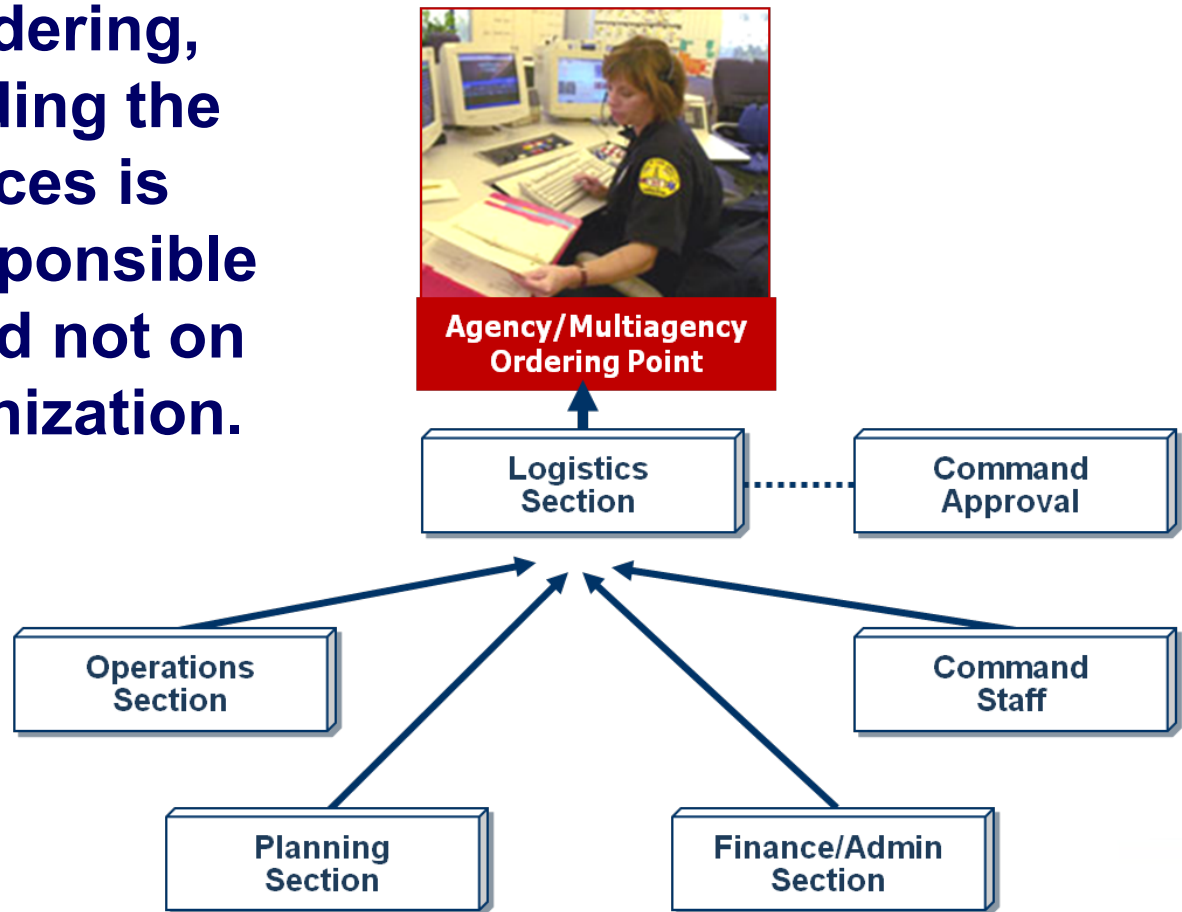 dering,
ding the
ces is
ponsible
d not on
nization.
Agency/Multiagency
Ordering Point
Logistics
Section
Command
Approval
Operations
Section
Command
Staff
Planning
Section
Finance/Admin
Section